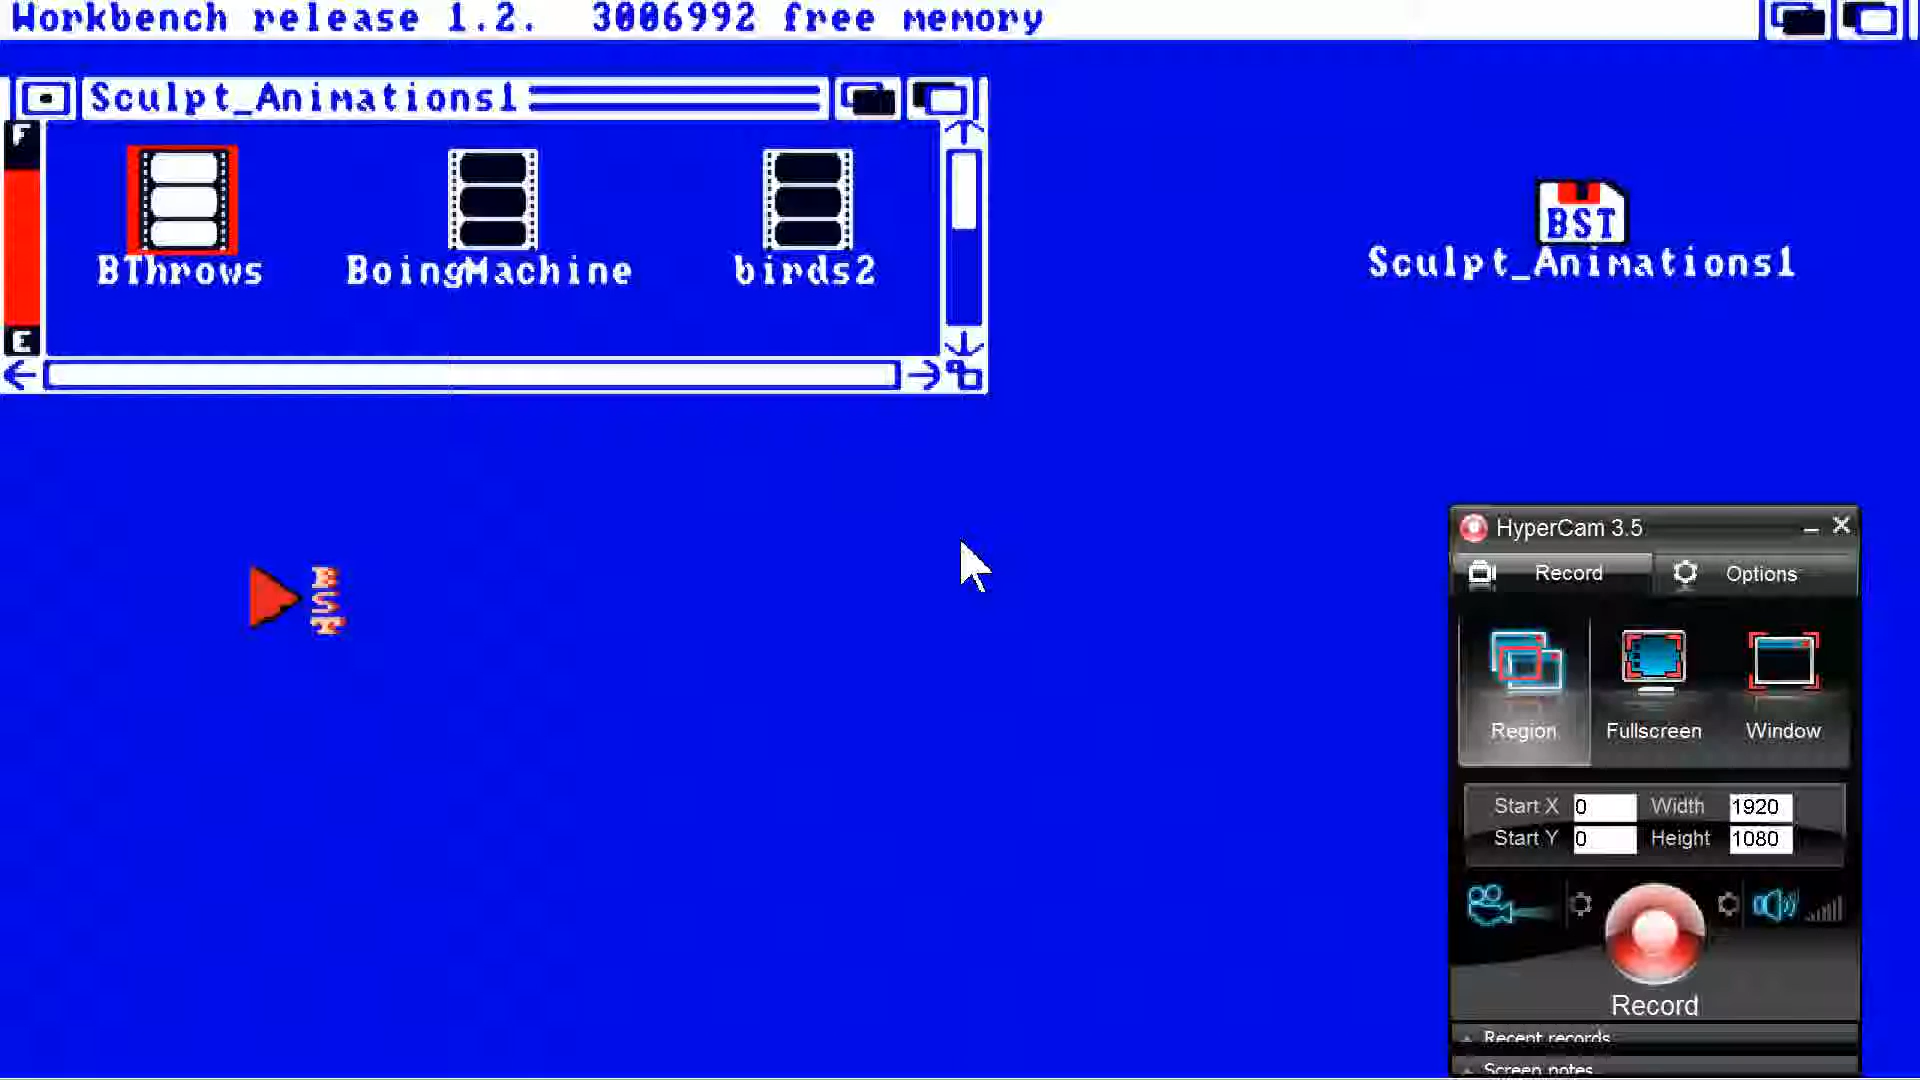 Workbench release 1.2.  3006992 free memory
Sculpt_Animations1
F
BThrows
BoingMachine
birds2
E
BST
Sculpt_Animations1
BST
HyperCam 3.5
Record
Options
Region
Fullscreen
Window
Start X 0 Width 1920
Start Y 0 Height 1080
Record
Recent records
Screen notes